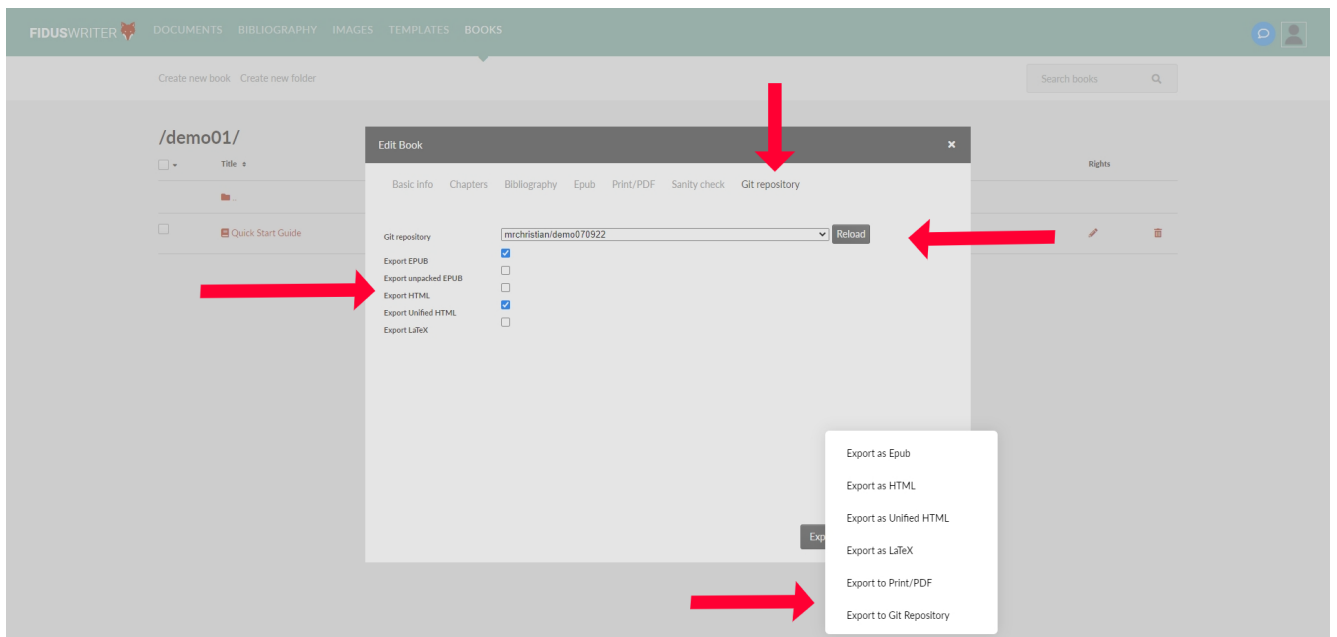 FIDUSWRITER DOCUMENTS BIBLIOGRAPHY IMAGES TEMPLATES BOOKS
Create new book Create new folder
Search books
/demo01/
Title
Rights
..
Quick Start Guide
Edit Book
Basic info Chapters Bibliography Epub Print/PDF Sanity check Git repository
Git repository mrchristian/demo070922 Reload
Export EPUB
Export unpacked EPUB
Export HTML
Export Unified HTML
Export LaTeX
Exp
Export as Epub
Export as HTML
Export as Unified HTML
Export as LaTeX
Export to Print/PDF
Export to Git Repository